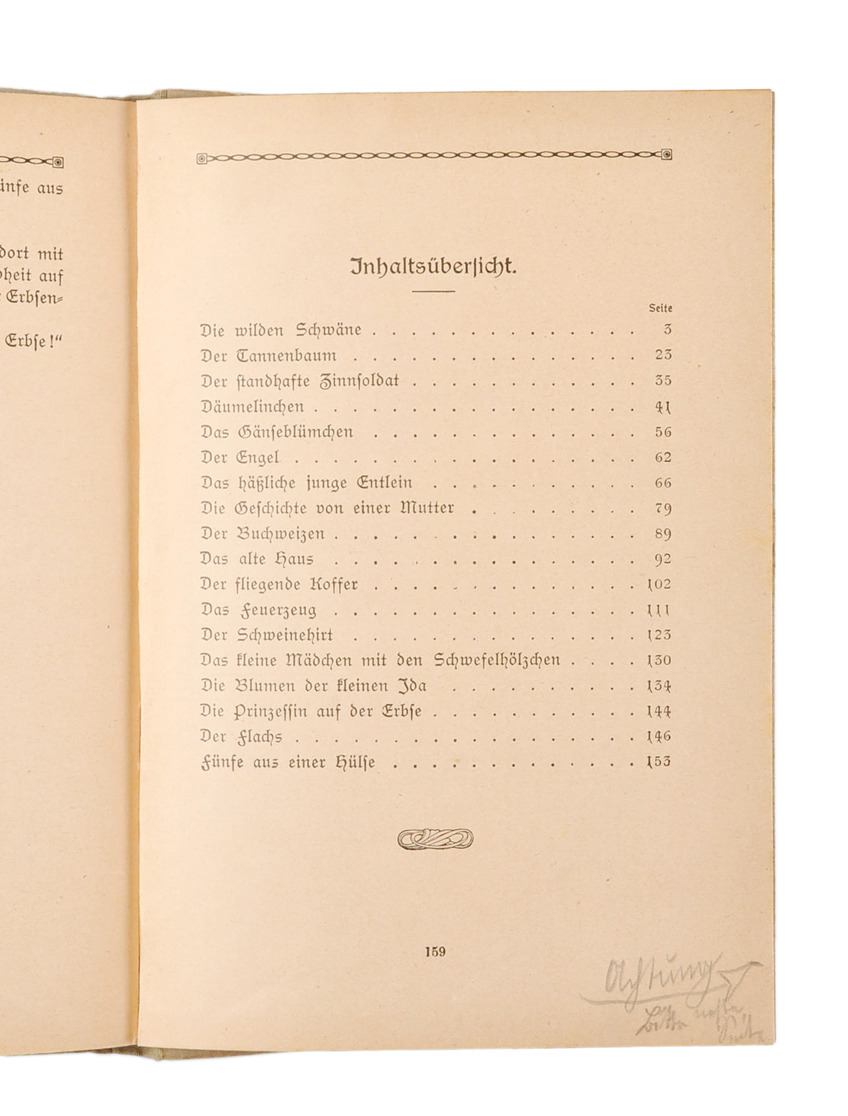 ünfe aus
dort mit
heit auf
Erbsen=
Erbse!“
Inhaltsübersicht.
Seite
Die wilden Schwäne . . . . . . . . . . . . . . 3
Der Tannenbaum . . . . . . . . . . . . . . . 23
Der standhafte Zinnsoldat . . . . . . . . . . . . 35
Däumelinchen . . . . . . . . . . . . . . . . . 41
Das Gänseblümchen . . . . . . . . . . . . . . 56
Der Engel . . . . . . . . . . . . . . . . . . 62
Das häßliche junge Entlein . . . . . . . . . . . 66
Die Geschichte von einer Mutter . . . . . . . . . 79
Der Buchweizen . . . . . . . . . . . . . . . . 89
Das alte Haus . . . . . . . . . . . . . . . . 92
Der fliegende Koffer . . . . . . . . . . . . . . 102
Das Feuerzeug . . . . . . . . . . . . . . . . 111
Der Schweinehirt . . . . . . . . . . . . . . . 123
Das kleine Mädchen mit den Schwefelhölzchen . . . . 130
Die Blumen der kleinen Ida . . . . . . . . . . 134
Die Prinzessin auf der Erbse . . . . . . . . . . . 144
Der Flachs . . . . . . . . . . . . . . . . . . 146
Fünfe aus einer Hülse . . . . . . . . . . . . . 153
159
Achtung
Bitte